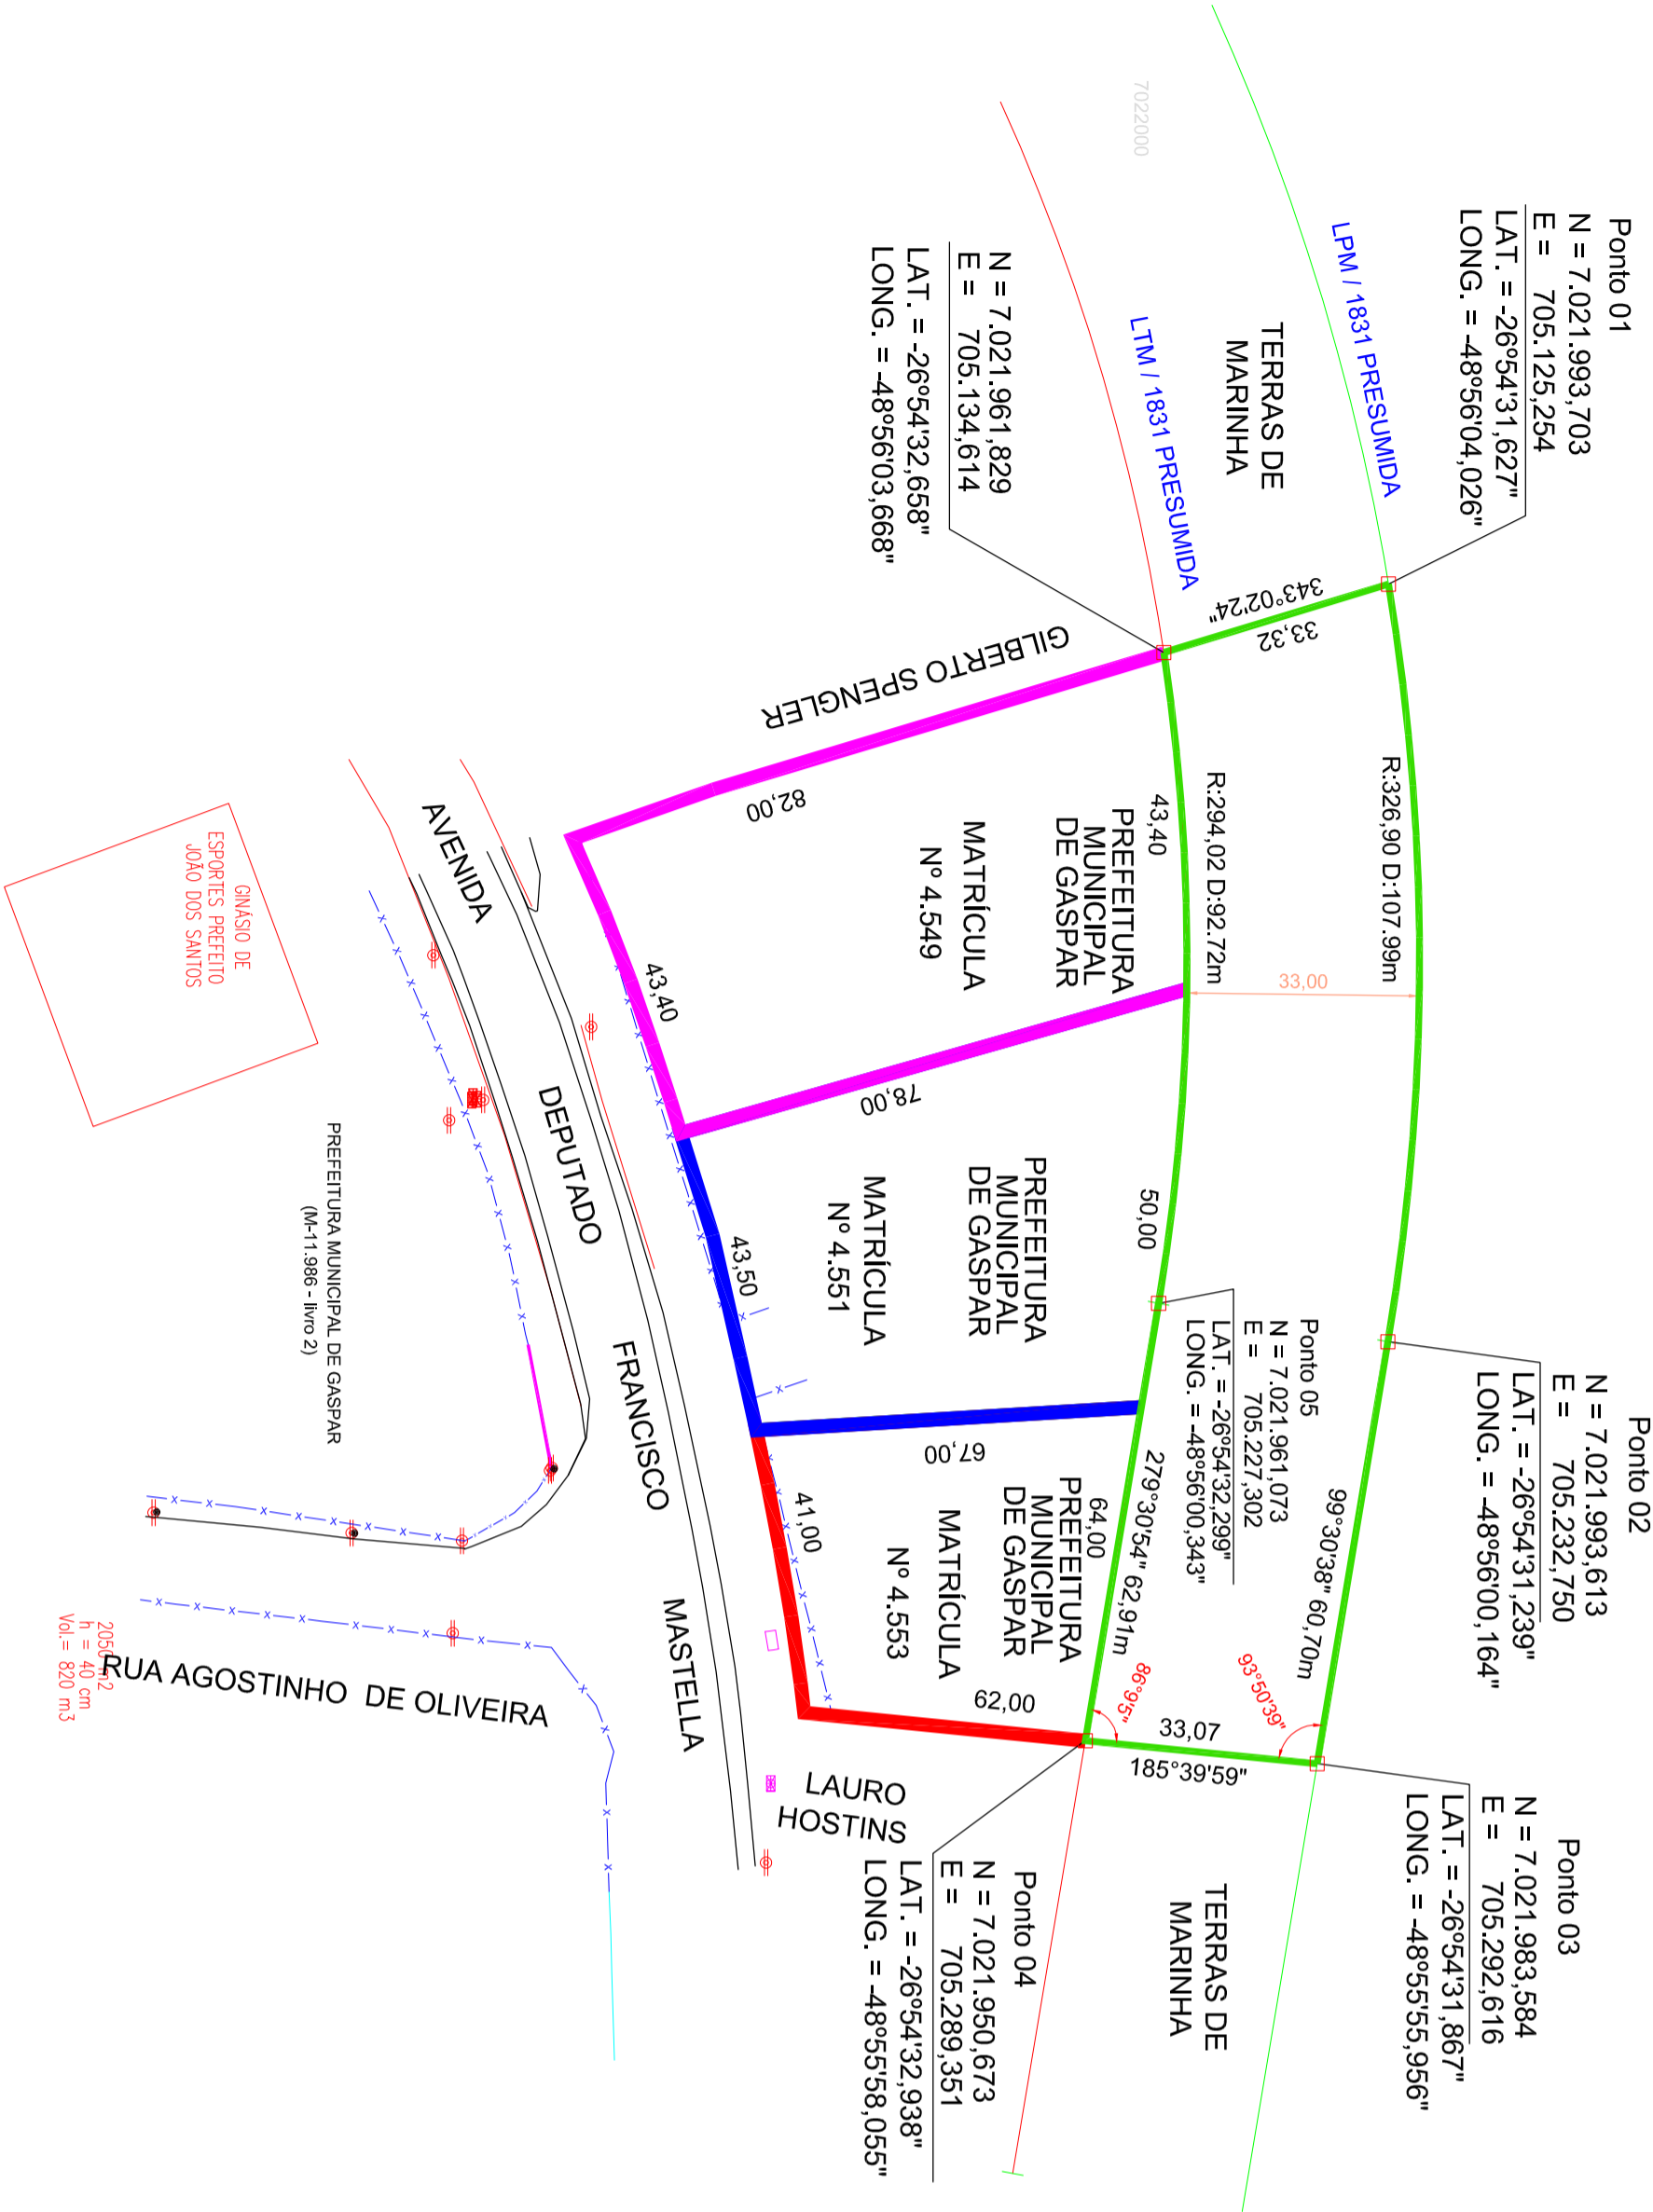 Ponto 01
N = 7.021.993,703
E = 705.125,254
LAT. = -26°54'31,627"
LONG. = -48°56'04,026"
Ponto 02
N = 7.021.993,613
E = 705.232,750
LAT. = -26°54'31,239"
LONG. = -48°56'00,164"
Ponto 03
N = 7.021.983,584
E = 705.292,616
LAT. = -26°54'31,867"
LONG. = -48°55'55,956"
LPM / 1831 PRESUMIDA
7022000
TERRAS DE
MARINHA
LTM / 1831 PRESUMIDA
343°02'24"
33,32
R:326,90 D:107.99m
33,00
99°30'38" 60,70m
93°50'39"
N = 7.021.961,829
E = 705.134,614
LAT. = -26°54'32,658"
LONG. = -48°56'03,668"
R:294,02 D:92.72m
43,40
50,00
Ponto 05
N = 7.021.961,073
E = 705.227,302
LAT. = -26°54'32,299"
LONG. = -48°56'00,343"
279°30'54" 62,91m
64,00
86°9'5"
33,07
185°39'59"
TERRAS DE
MARINHA
GILBERTO SPENGLER
82,00
PREFEITURA
MUNICIPAL
DE GASPAR
MATRÍCULA
Nº 4.549
43,40
78,00
PREFEITURA
MUNICIPAL
DE GASPAR
MATRÍCULA
Nº 4.551
43,50
67,00
PREFEITURA
MUNICIPAL
DE GASPAR
MATRÍCULA
Nº 4.553
41,00
62,00
Ponto 04
N = 7.021.950,673
E = 705.289,351
LAT. = -26°54'32,938"
LONG. = -48°55'58,055"
LAURO
HOSTINS
AVENIDA
DEPUTADO
FRANCISCO
MASTELLA
GINÁSIO DE
ESPORTES PREFEITO
JOÃO DOS SANTOS
PREFEITURA MUNICIPAL DE GASPAR
(M-11.986 - livro 2)
RUA AGOSTINHO DE OLIVEIRA
2050 m2
h = 40 cm
Vol.= 820 m3